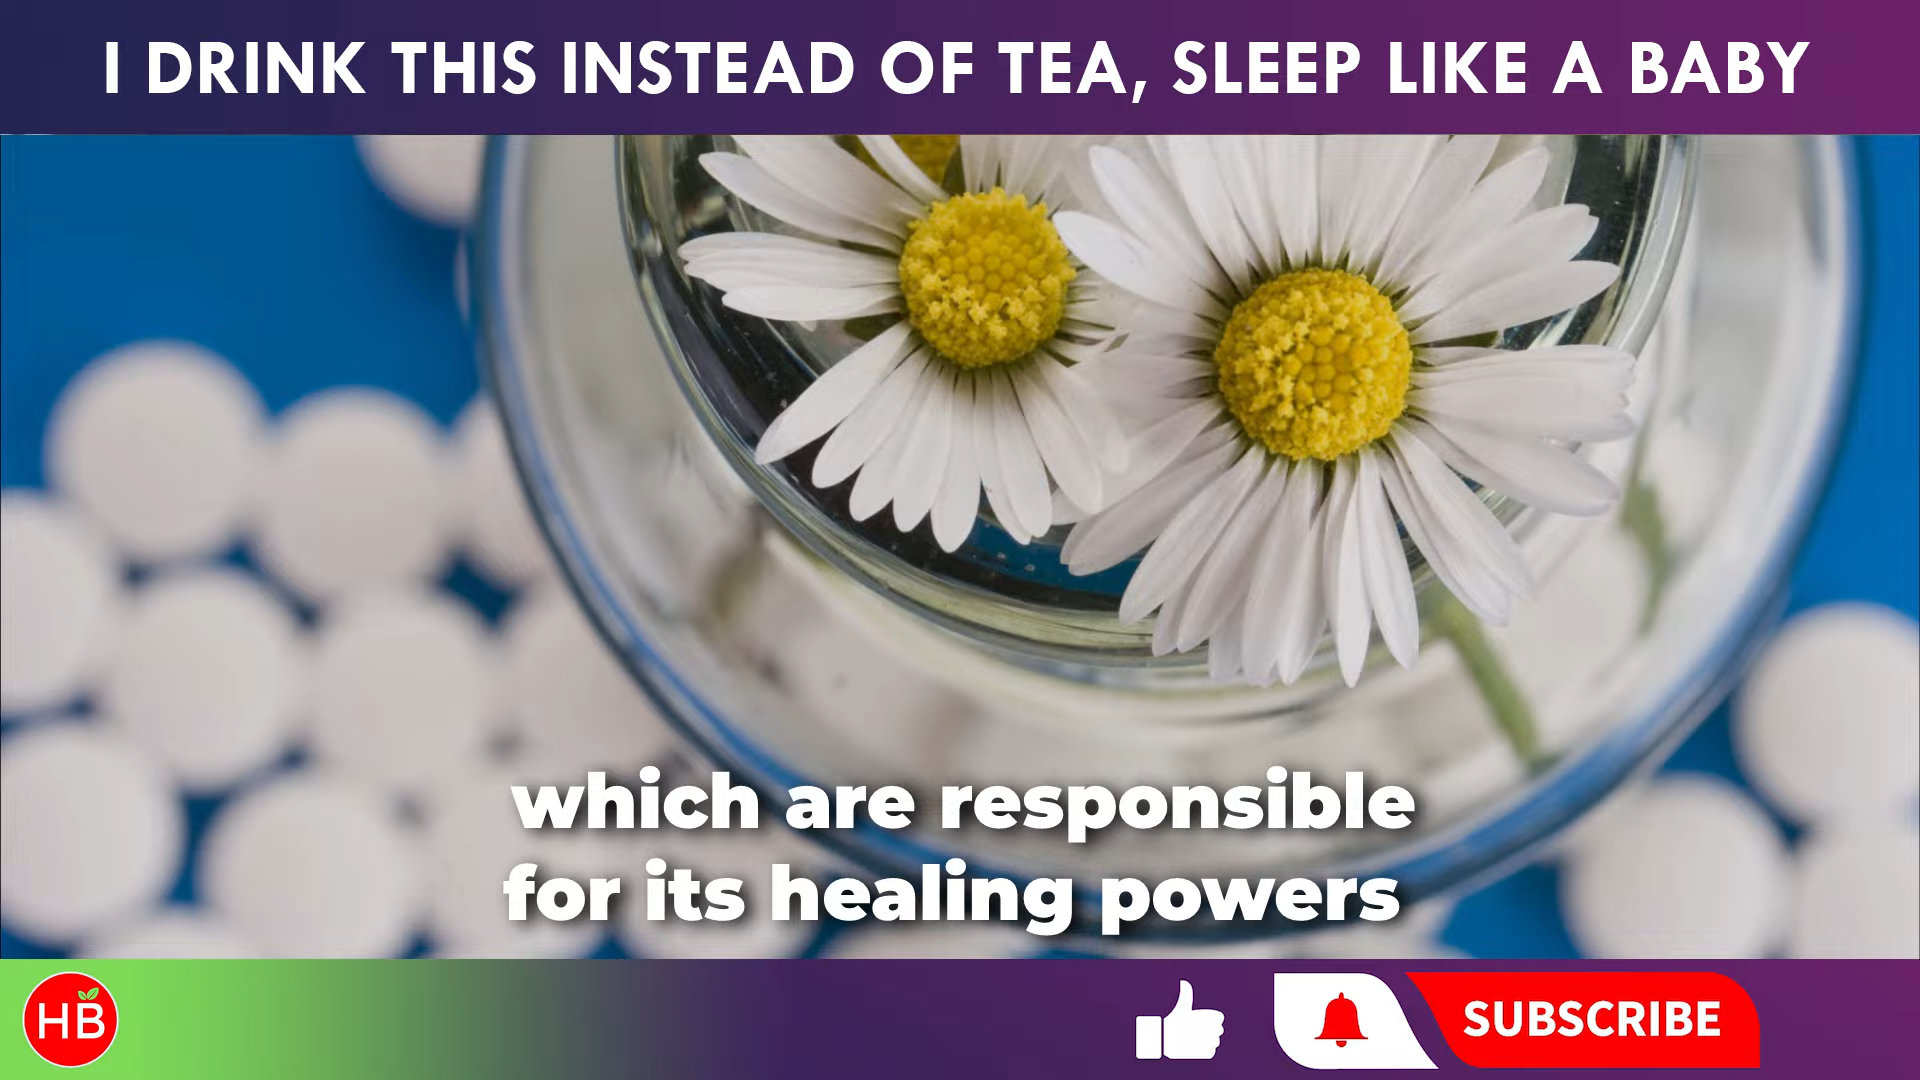 I DRINK THIS INSTEAD OF TEA, SLEEP LIKE A BABY
which are responsible
for its healing powers
HB
SUBSCRIBE